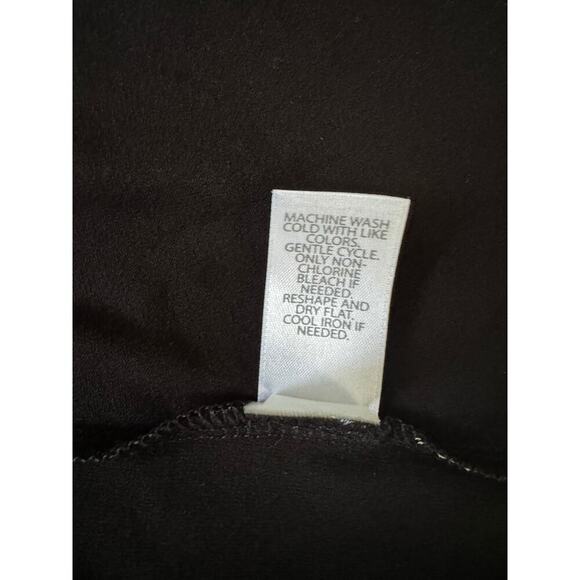 MACHINE WASH
COLD WITH LIKE
COLORS.
GENTLE CYCLE.
ONLY NON-
CHLORINE
BLEACH IF
NEEDED.
RESHAPE AND
DRY FLAT.
COOL IRON IF
NEEDED.